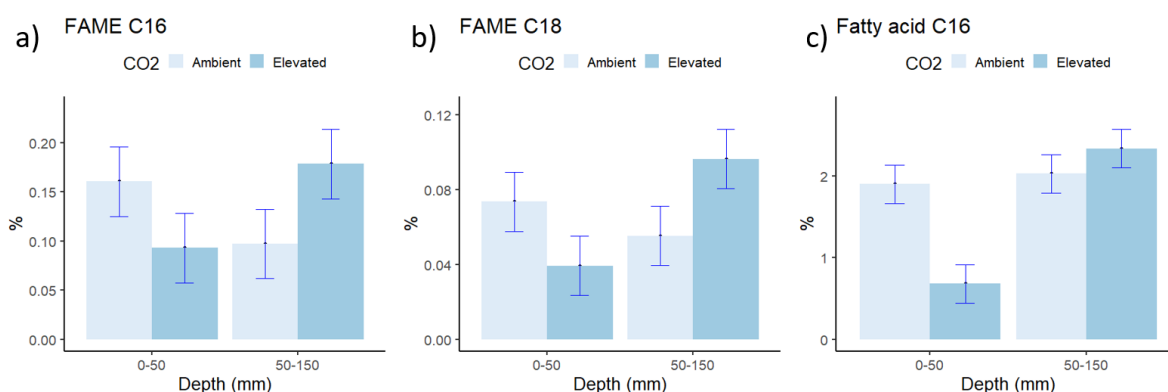 a) FAME C16
CO2 Ambient Elevated
%
0.20
0.15
0.10
0.05
0.00
0-50 50-150
Depth (mm)
b) FAME C18
CO2 Ambient Elevated
%
0.12
0.08
0.04
0.00
0-50 50-150
Depth (mm)
c) Fatty acid C16
CO2 Ambient Elevated
%
2
1
0
0-50 50-150
Depth (mm)